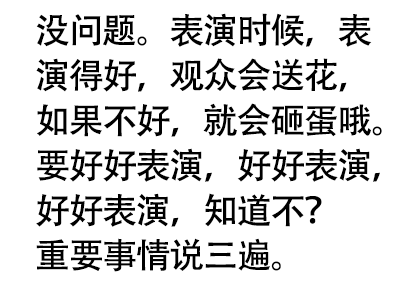 没问题。表演时候,表
演得好,观众会送花,
如果不好,就会砸蛋哦。
要好好表演,好好表演,
好好表演,知道不?
重要事情说三遍。